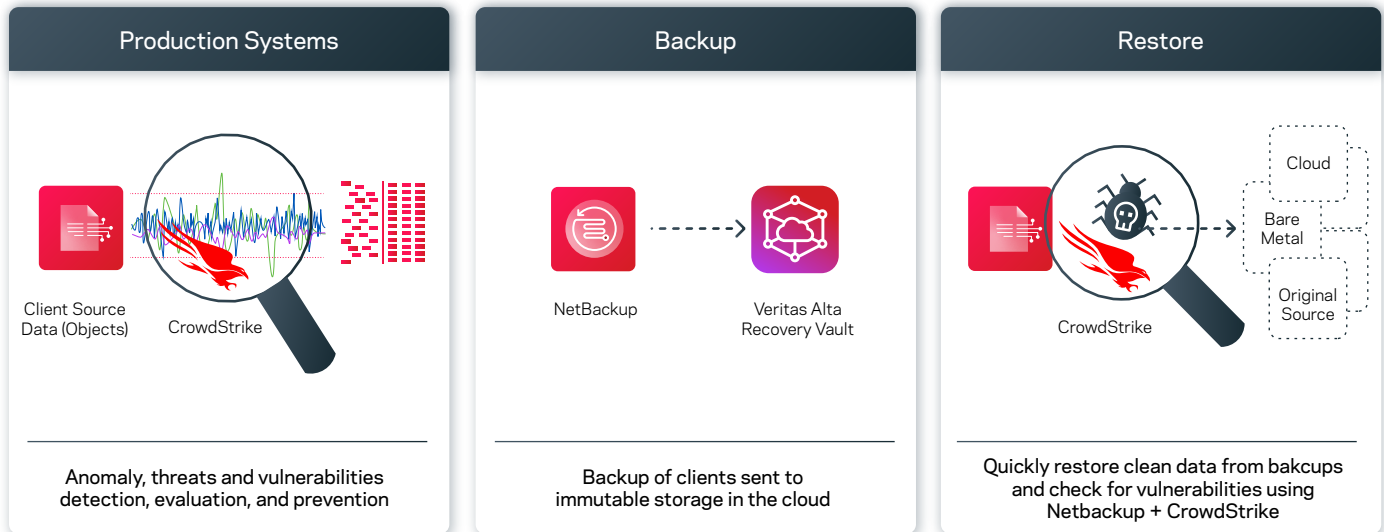 Production Systems
Client Source
Data (Objects)
CrowdStrike
Anomaly, threats and vulnerabilities
detection, evaluation, and prevention
Backup
NetBackup
Veritas Alta
Recovery Vault
Backup of clients sent to
immutable storage in the cloud
Restore
CrowdStrike
Cloud
Bare
Metal
Original
Source
Quickly restore clean data from bakcups
and check for vulnerabilities using
Netbackup + CrowdStrike